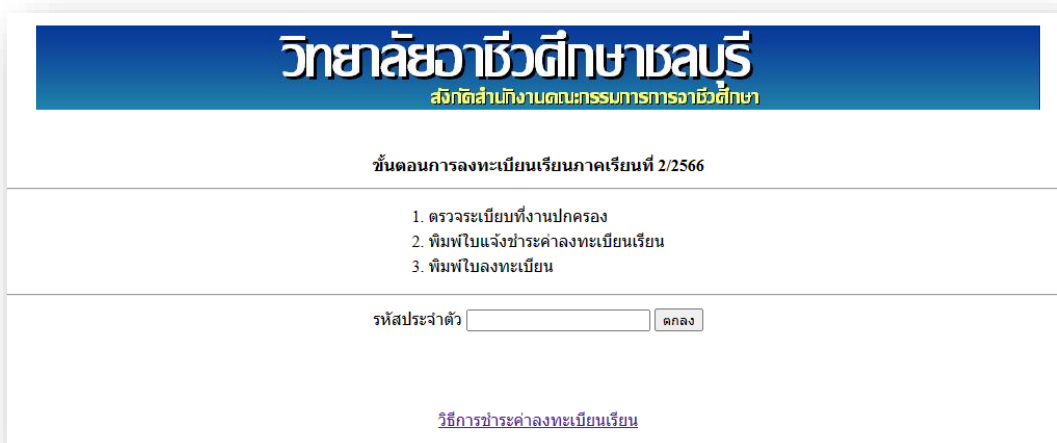 วิทยาลัยอาชีวศึกษาชลบุรี
สังกัดสำนักงานคณะกรรมการการอาชีวศึกษา
ขั้นตอนการลงทะเบียนเรียนภาคเรียนที่ 2/2566
1. ตรวจระเบียบที่งานปกครอง
2. พิมพ์ใบแจ้งชำระค่าลงทะเบียนเรียน
3. พิมพ์ใบลงทะเบียน
รหัสประจำตัว ตกลง
วิธีการชำระค่าลงทะเบียนเรียน